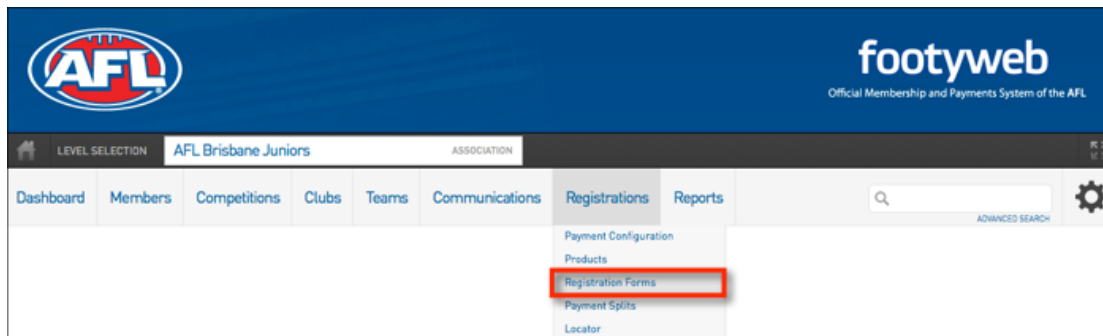 AFL
footyweb
Official Membership and Payments System of the AFL
LEVEL SELECTION AFL Brisbane Juniors ASSOCIATION
Dashboard Members Competitions Clubs Teams Communications Registrations Reports
ADVANCED SEARCH
Payment Configuration
Products
Registration Forms
Payment Splits
Locator